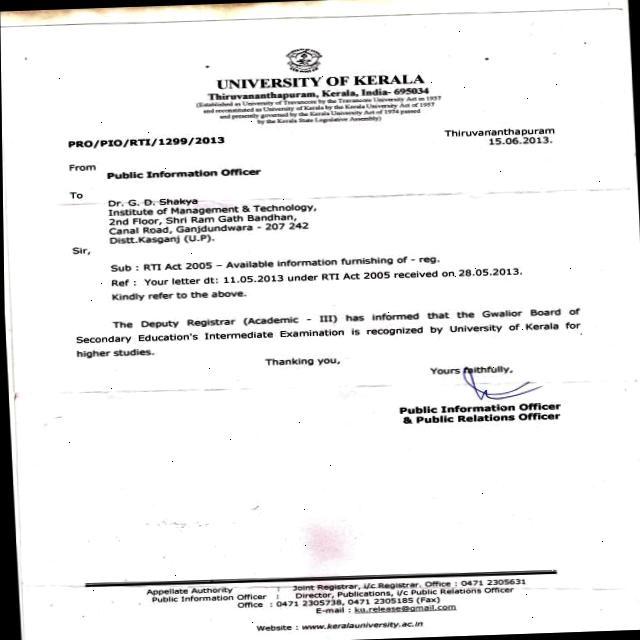 UNIVERSITY OF KERALA
Thiruvananthapuram, Kerala, India- 695034
(Established as University of Travancore by the Travancore University Act in 1937
and reconstituted as University of Kerala by the Kerala University Act of 1957
and presently governed by the Kerala University Act of 1974 passed
by the Kerala State Legislative Assembly)
PRO/PIO/RTI/1299/2013
Thiruvananthapuram
15.06.2013.
From
Public Information Officer
To
Dr. G. D. Shakya
Institute of Management & Technology,
2nd Floor, Shri Ram Gath Bandhan,
Canal Road, Ganjdundwara - 207 242
Distt.Kasganj (U.P).
Sir,
Sub : RTI Act 2005 – Available information furnishing of - reg.
Ref : Your letter dt: 11.05.2013 under RTI Act 2005 received on 28.05.2013.
Kindly refer to the above.
The Deputy Registrar (Academic - III) has informed that the Gwalior Board of
Secondary Education's Intermediate Examination is recognized by University of Kerala for
higher studies.
Thanking you,
Yours faithfully,
Public Information Officer
& Public Relations Officer
Appellate Authority : Joint Registrar, i/c Registrar. Office : 0471 2305631
Public Information Officer : Director, Publications, i/c Public Relations Officer
Office : 0471 2305738, 0471 2305185 (Fax)
E-mail : ku.release@gmail.com
Website : www.keralauniversity.ac.in